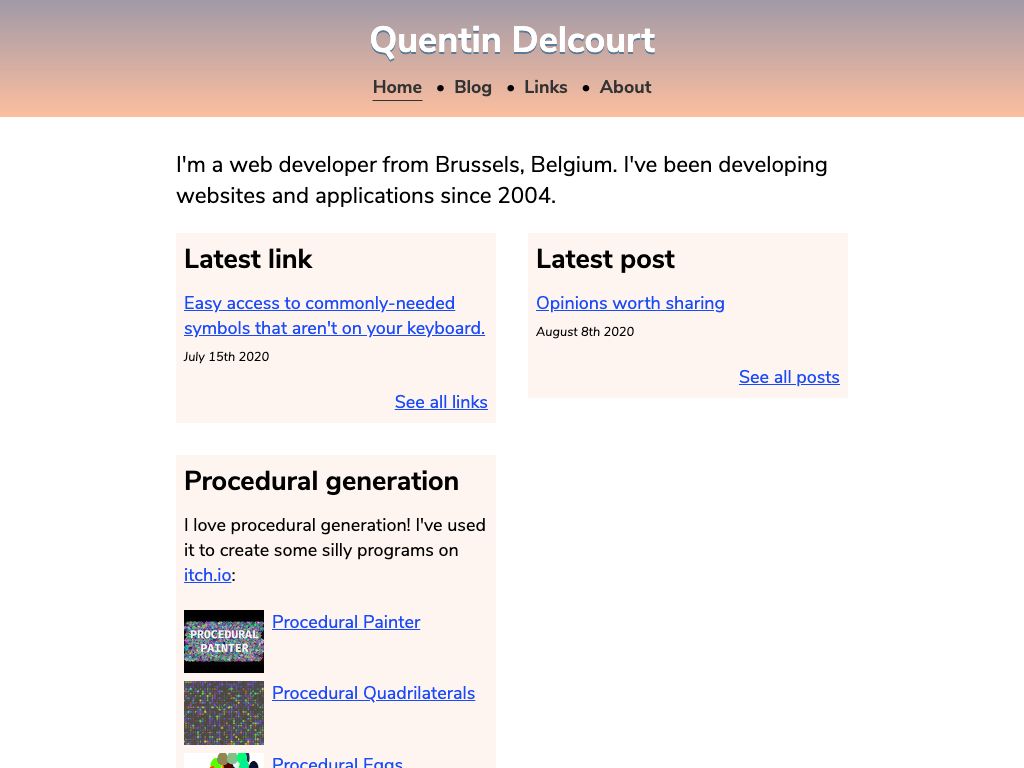 Quentin Delcourt
Home • Blog • Links • About
I'm a web developer from Brussels, Belgium. I've been developing
websites and applications since 2004.
Latest link
Easy access to commonly-needed
symbols that aren't on your keyboard.
July 15th 2020
See all links
Latest post
Opinions worth sharing
August 8th 2020
See all posts
Procedural generation
I love procedural generation! I've used
it to create some silly programs on
itch.io:
PROCEDURAL
PAINTER
Procedural Painter
Procedural Quadrilaterals
Procedural Eggs